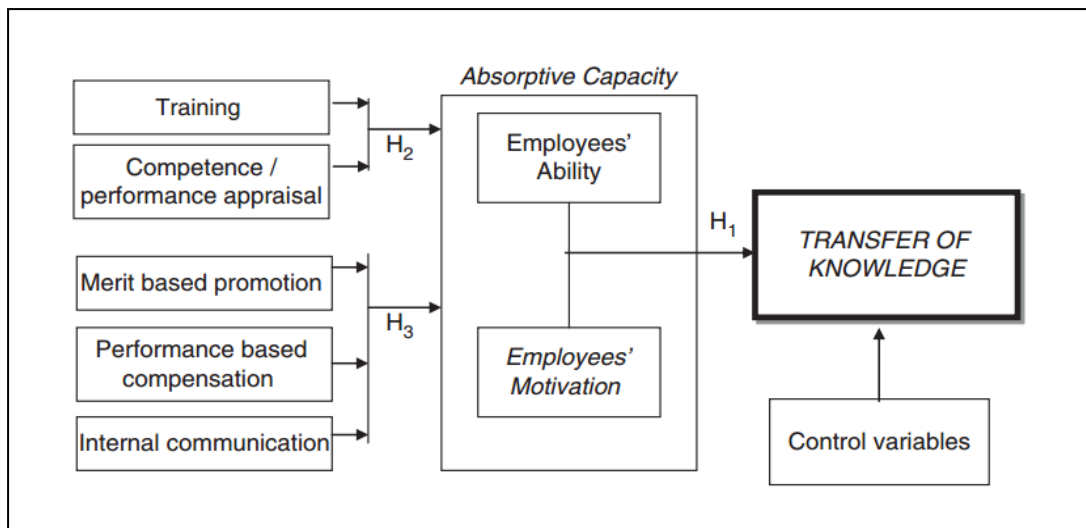 Absorptive Capacity
Training
Competence /
performance appraisal
H2
Merit based promotion
Performance based
compensation
Internal communication
H3
Employees'
Ability
Employees'
Motivation
H1
TRANSFER OF
KNOWLEDGE
Control variables